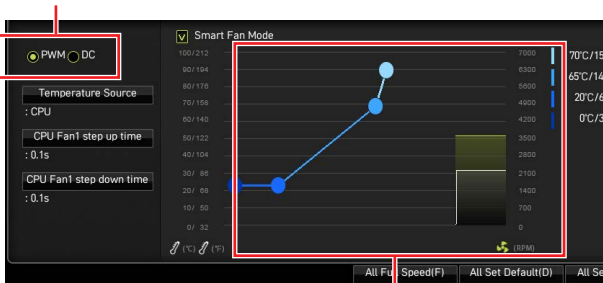 Smart Fan Mode
PWM DC
Temperature Source
: CPU
CPU Fan1 step up time
: 0.1s
CPU Fan1 step down time
: 0.1s
100/212
90/194
80/176
70/158
60/140
50/122
40/104
30/ 86
20/ 68
10/ 50
0/ 32
(℃) (℉)
7000
6300
5600
4900
4200
3500
2800
2100
1400
700
0
(RPM)
70℃/15
65℃/14
20℃/6
0℃/3
All Full Speed(F) All Set Default(D) All Se